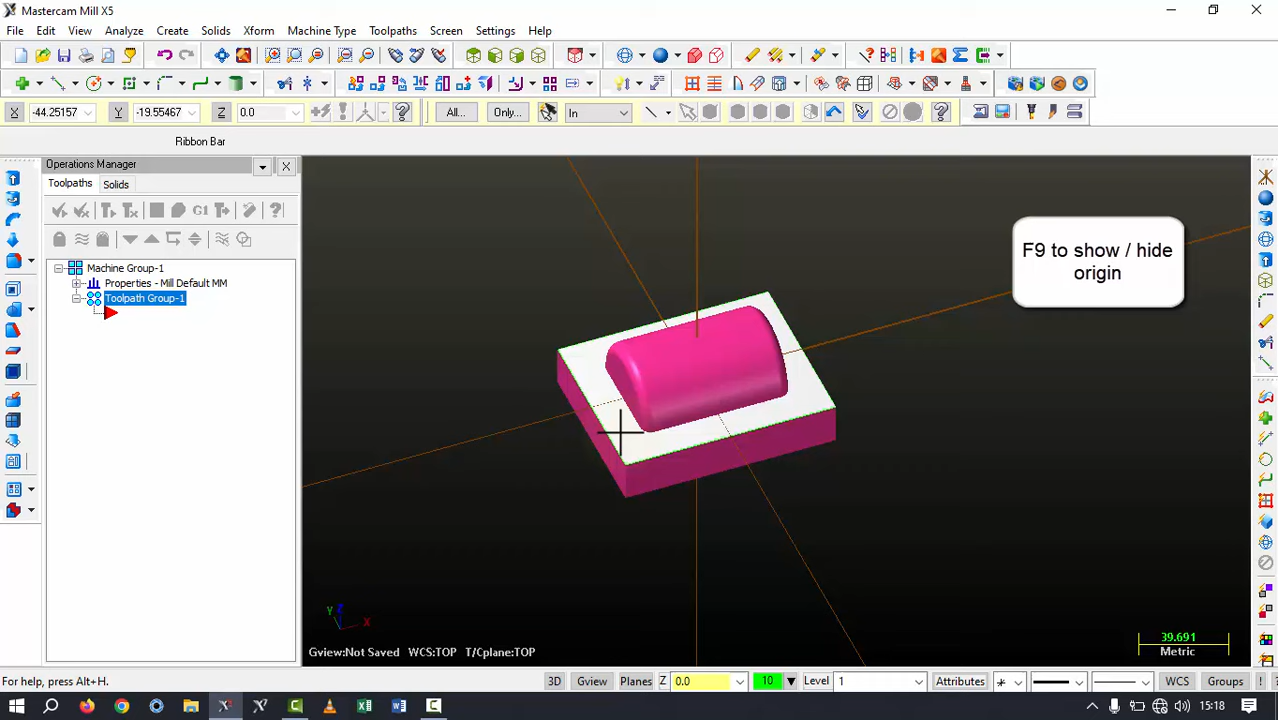 Mastercam Mill X5
File Edit View Analyze Create Solids Xform Machine Type Toolpaths Screen Settings Help
X -44.25157 Y -19.55467 Z 0.0 All... Only... In
Ribbon Bar
Operations Manager
Toolpaths Solids
G1
Machine Group-1
Properties - Mill Default MM
Toolpath Group-1
F9 to show / hide
origin
Y Z X
Gview:Not Saved WCS:TOP T/Cplane:TOP
39.691
Metric
For help, press Alt+H. 3D Gview Planes Z 0.0 10 Level 1 Attributes WCS Groups
15:18